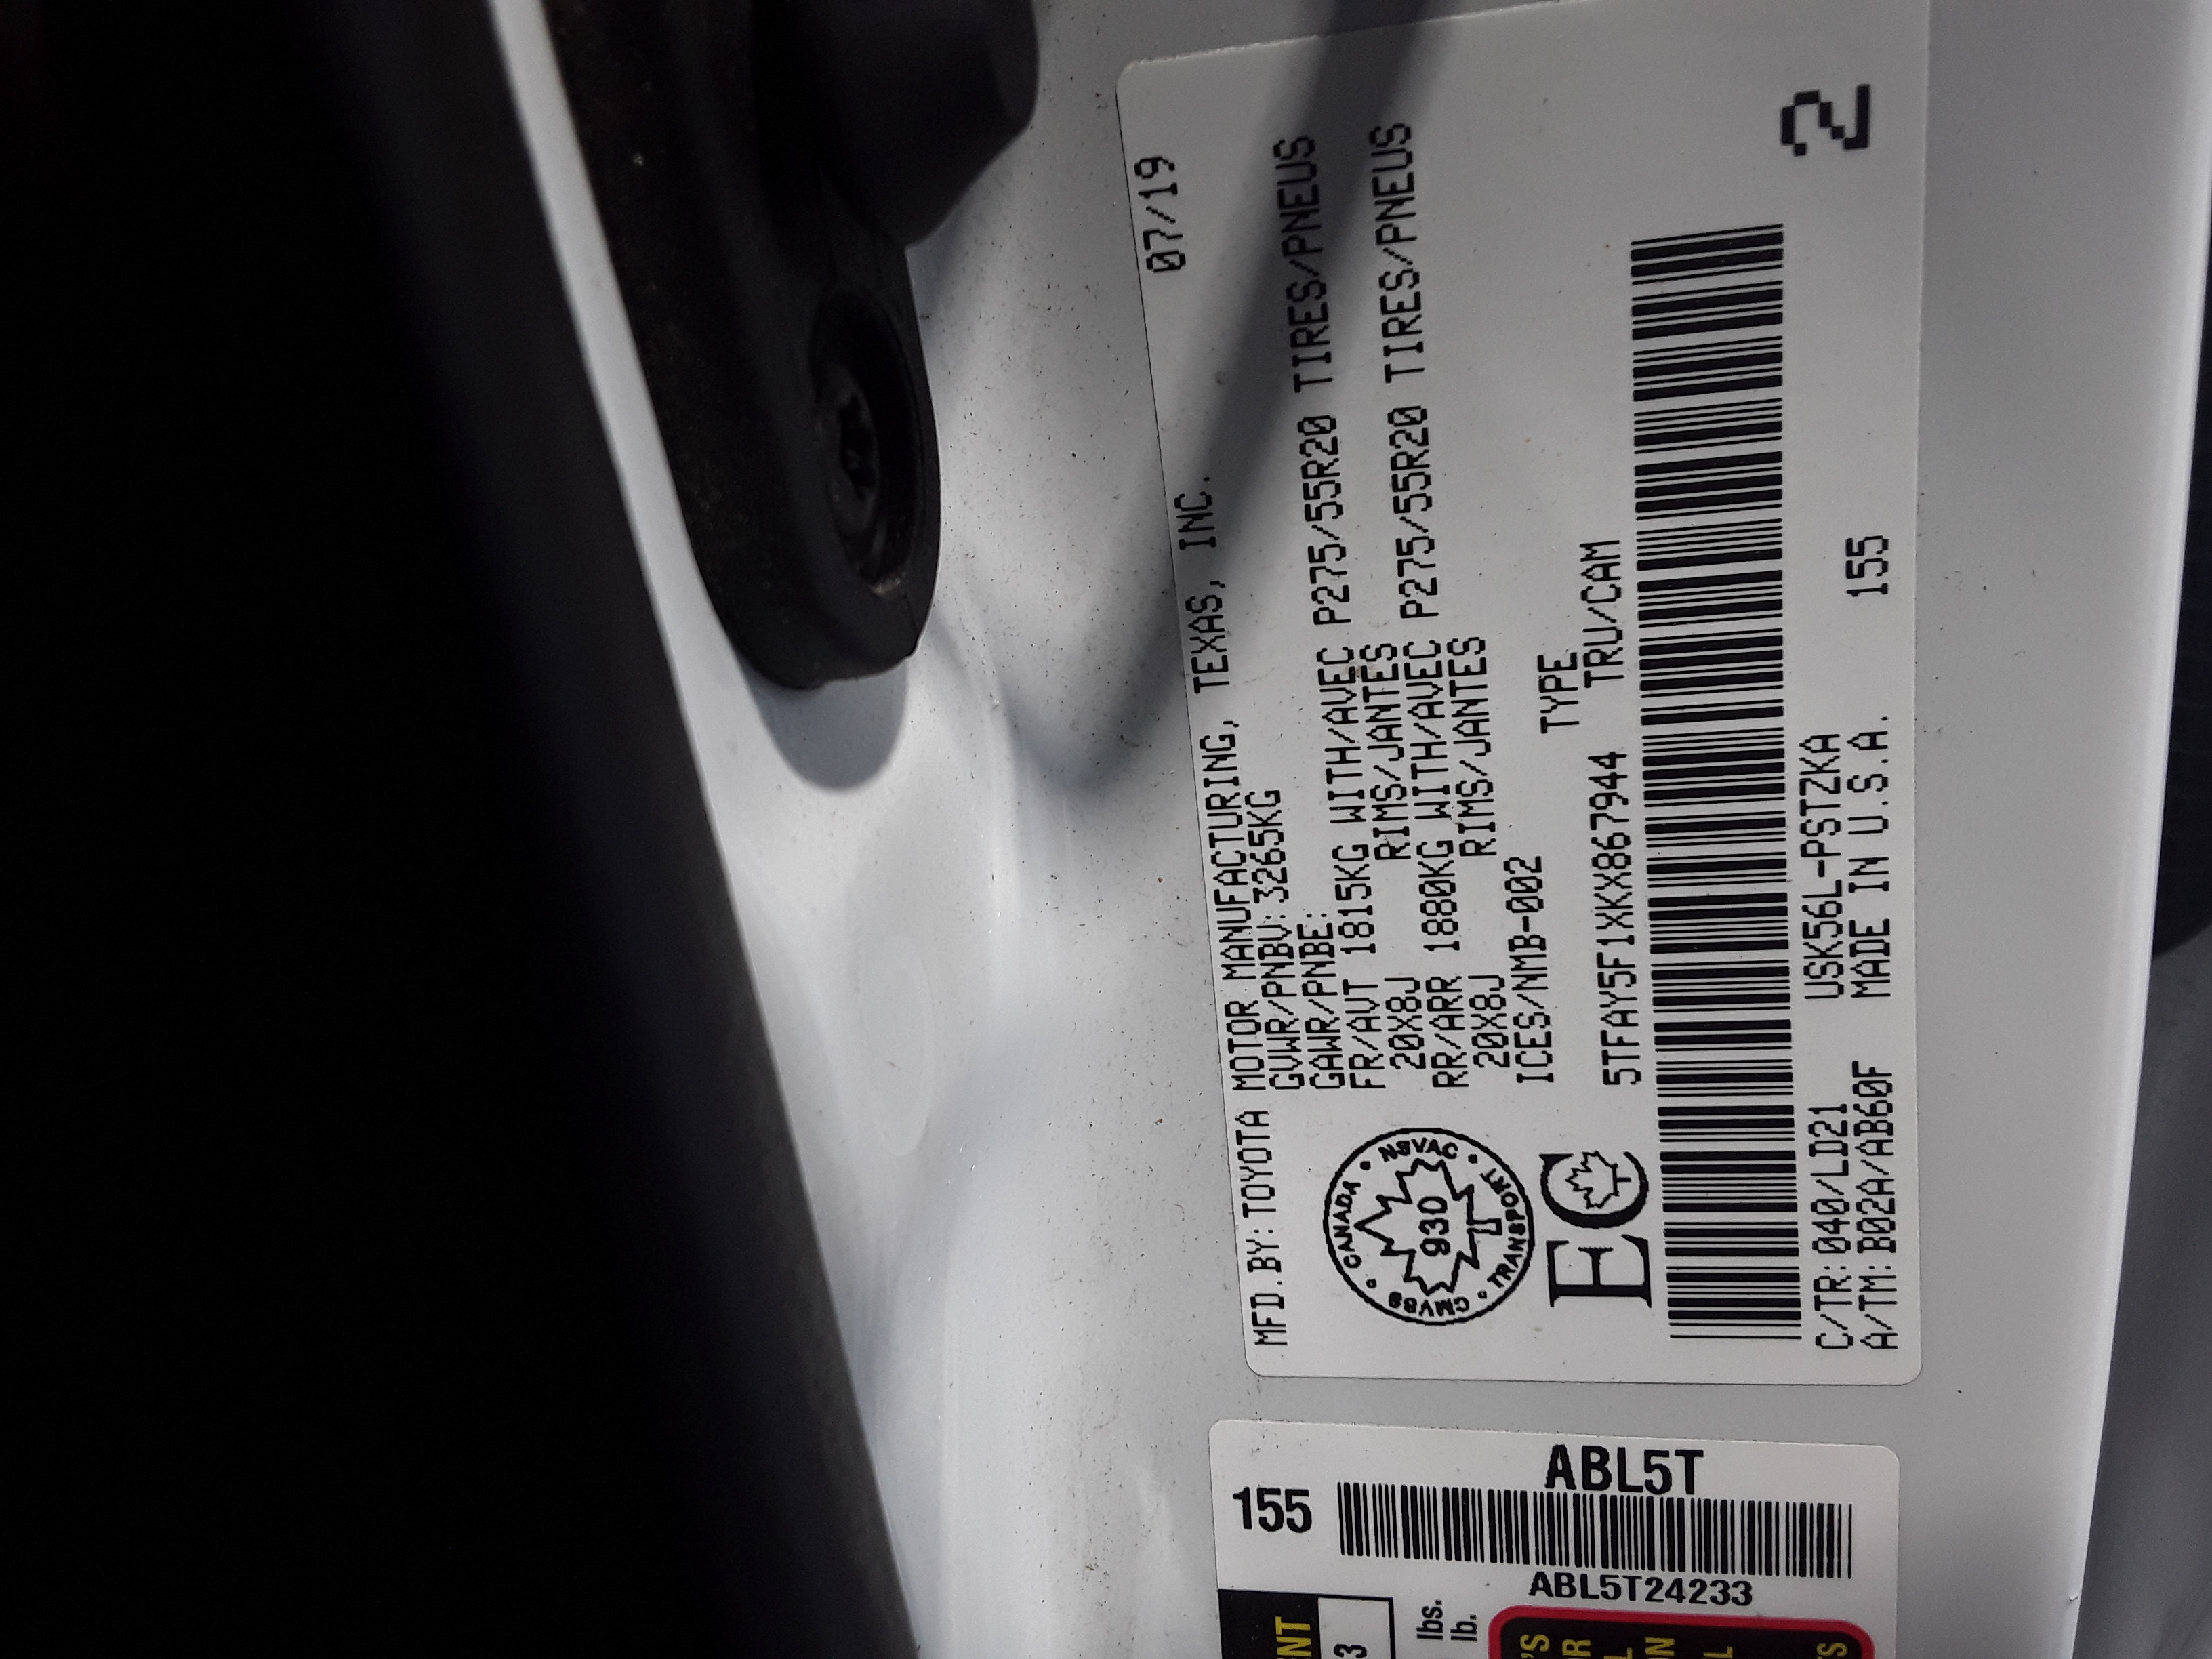 MFD.BY:TOYOTA MOTOR MANUFACTURING, TEXAS, INC. 07/19
GVWR/PNBV:3265KG
GAWR/PNBE:
FR/AVT 1815KG WITH/AVEC P275/55R20 TIRES/PNEUS
20X8J RIMS/JANTES
RR/ARR 1880KG WITH/AVEC P275/55R20 TIRES/PNEUS
20X8J RIMS/JANTES
ICES/NMB-002
CANADA • NSVAC • TRANSPORT • CMVSS
930
EC
TYPE
5TFAY5F1XKX867944 TRU/CAM
C/TR:040/LD21 USK56L-PSTZKA
A/TM:B02A/AB60F MADE IN U.S.A. 155
2
155
ABL5T
ABL5T24233
lbs.
lb.
3